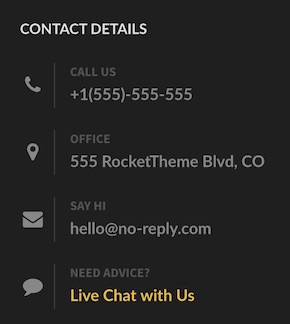 CONTACT DETAILS
CALL US
+1(555)-555-555
OFFICE
555 RocketTheme Blvd, CO
SAY HI
hello@no-reply.com
NEED ADVICE?
Live Chat with Us